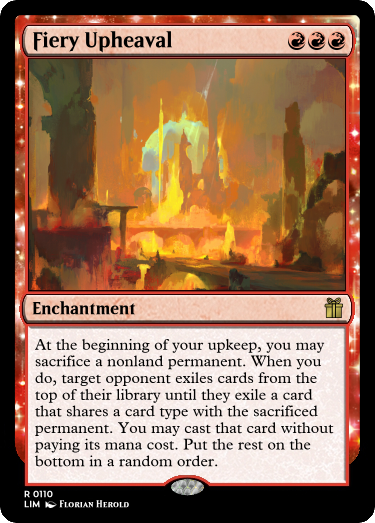 Fiery Upheaval
Enchantment
At the beginning of your upkeep, you may
sacrifice a nonland permanent. When you
do, target opponent exiles cards from the
top of their library until they exile a card
that shares a card type with the sacrificed
permanent. You may cast that card without
paying its mana cost. Put the rest on the
bottom in a random order.
R 0110
LIM Florian Herold